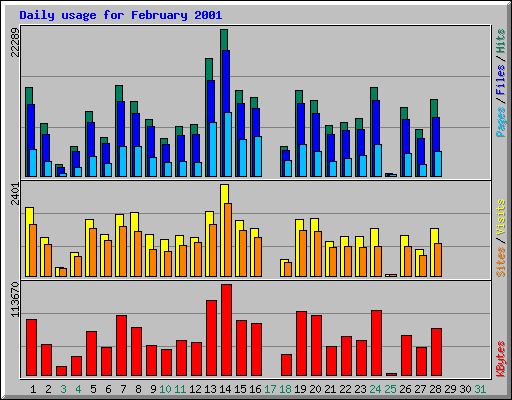 Daily usage for February 2001
22289
Pages / Files / Hits
2401
Sites / Visits
113670
KBytes
1 2 3 4 5 6 7 8 9 10 11 12 13 14 15 16 17 18 19 20 21 22 23 24 25 26 27 28 29 30 31